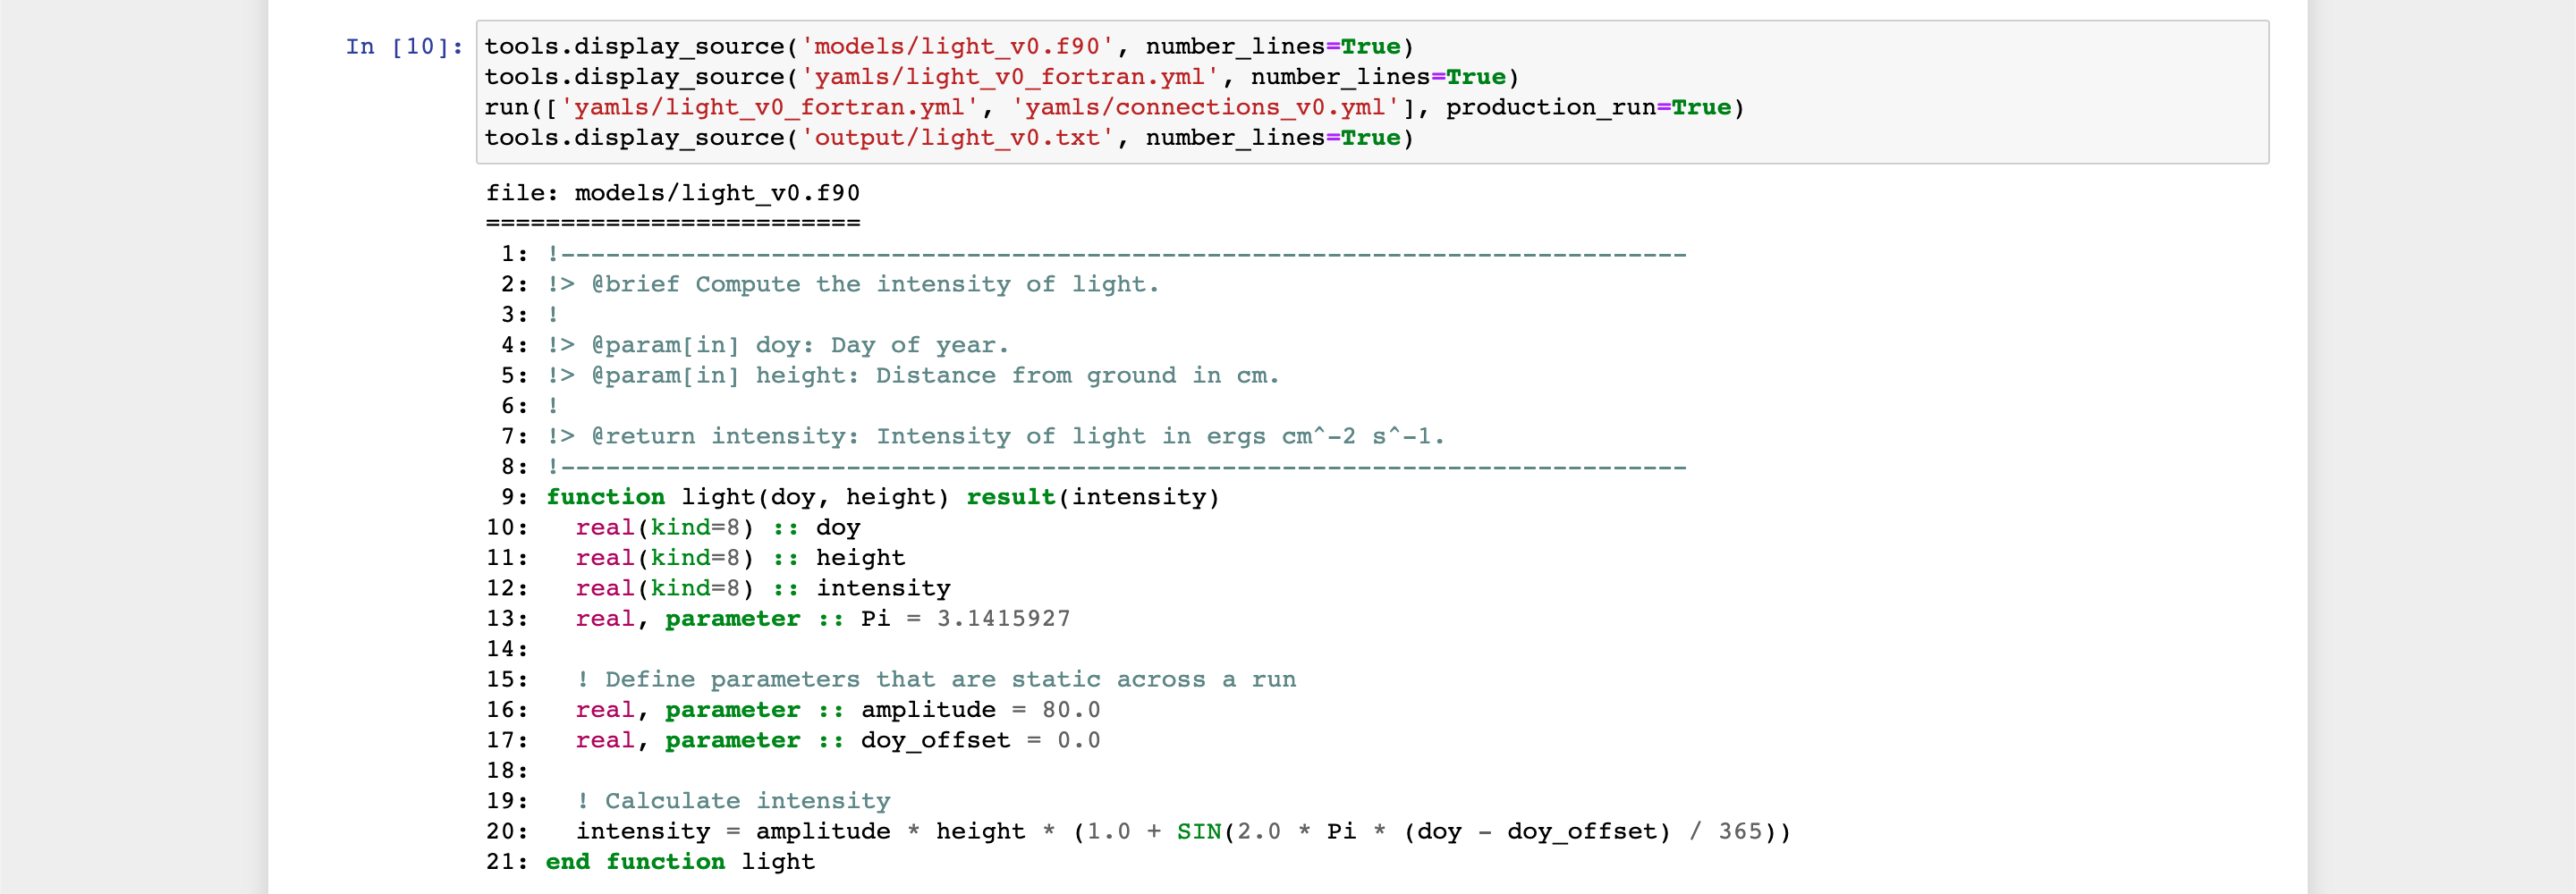 In [10]: tools.display_source('models/light_v0.f90', number_lines=True)
tools.display_source('yamls/light_v0_fortran.yml', number_lines=True)
run(['yamls/light_v0_fortran.yml', 'yamls/connections_v0.yml'], production_run=True)
tools.display_source('output/light_v0.txt', number_lines=True)
file: models/light_v0.f90
=========================
1: !---------------------------------------------------------------------------
2: !> @brief Compute the intensity of light.
3: !
4: !> @param[in] doy: Day of year.
5: !> @param[in] height: Distance from ground in cm.
6: !
7: !> @return intensity: Intensity of light in ergs cm^-2 s^-1.
8: !---------------------------------------------------------------------------
9: function light(doy, height) result(intensity)
10:   real(kind=8) :: doy
11:   real(kind=8) :: height
12:   real(kind=8) :: intensity
13:   real, parameter :: Pi = 3.1415927
14:
15:   ! Define parameters that are static across a run
16:   real, parameter :: amplitude = 80.0
17:   real, parameter :: doy_offset = 0.0
18:
19:   ! Calculate intensity
20:   intensity = amplitude * height * (1.0 + SIN(2.0 * Pi * (doy - doy_offset) / 365))
21: end function light